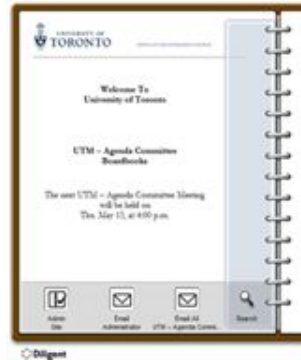 UNIVERSITY OF
TORONTO
Welcome To
University of Toronto
UTM – Agenda Committee
Boardbooks
The next UTM – Agenda Committee Meeting
will be held on
Thu, May 15, at 4:00 p.m.
Admin
Site
Email
Administrator
Email All
UTM – Agenda Comm...
Search
Diligent